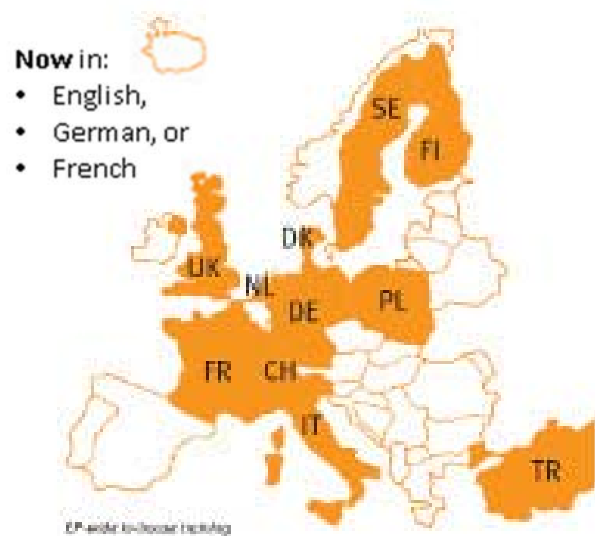 Now in:
• English,
• German, or
• French
SE
FI
DK
UK
NL
DE
PL
FR
CH
IT
TR